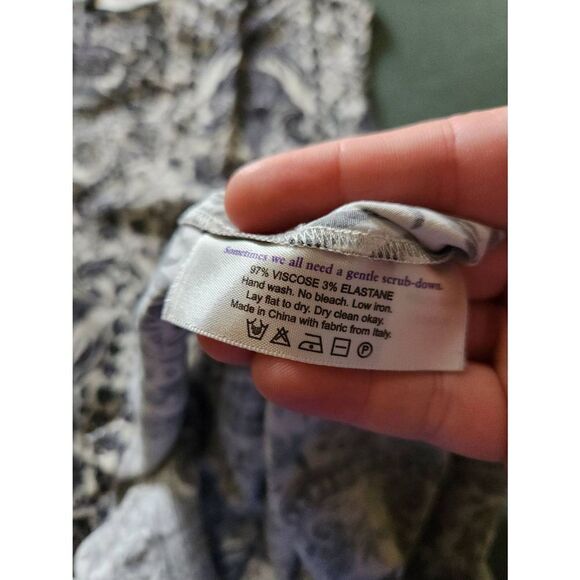 Sometimes we all need a gentle scrub-down.
97% VISCOSE 3% ELASTANE
Hand wash. No bleach. Low iron.
Lay flat to dry. Dry clean okay.
Made in China with fabric from Italy.
P